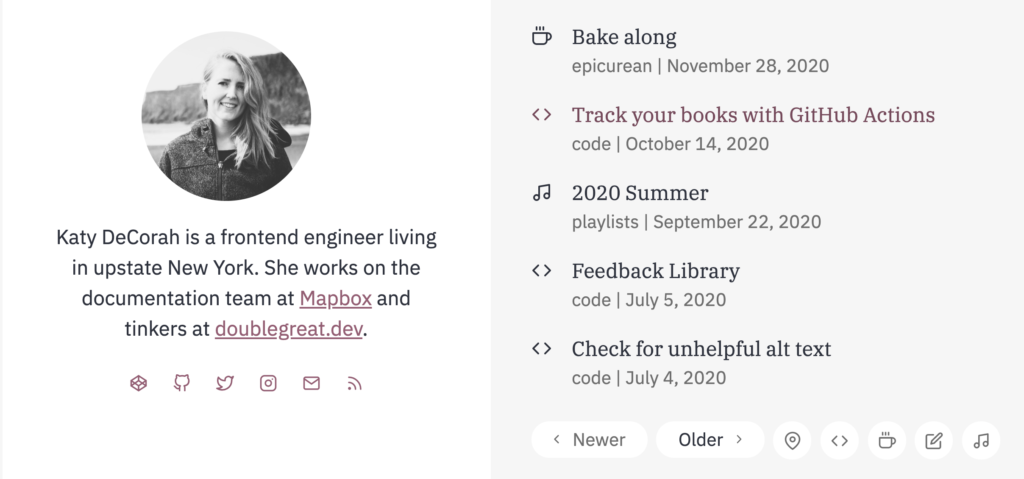 Katy DeCorah is a frontend engineer living
in upstate New York. She works on the
documentation team at Mapbox and
tinkers at doublegreat.dev.
Bake along
epicurean | November 28, 2020
Track your books with GitHub Actions
code | October 14, 2020
2020 Summer
playlists | September 22, 2020
Feedback Library
code | July 5, 2020
Check for unhelpful alt text
code | July 4, 2020
Newer Older